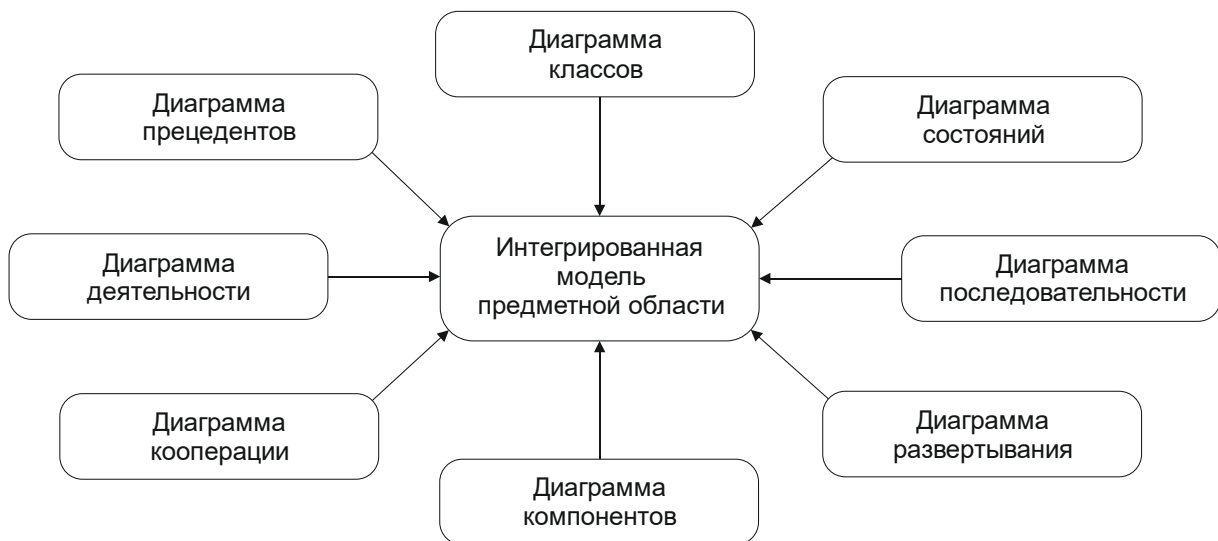 Диаграмма
классов
Диаграмма
прецедентов
Диаграмма
состояний
Интегрированная
модель
предметной области
Диаграмма
деятельности
Диаграмма
последовательности
Диаграмма
кооперации
Диаграмма
развертывания
Диаграмма
компонентов